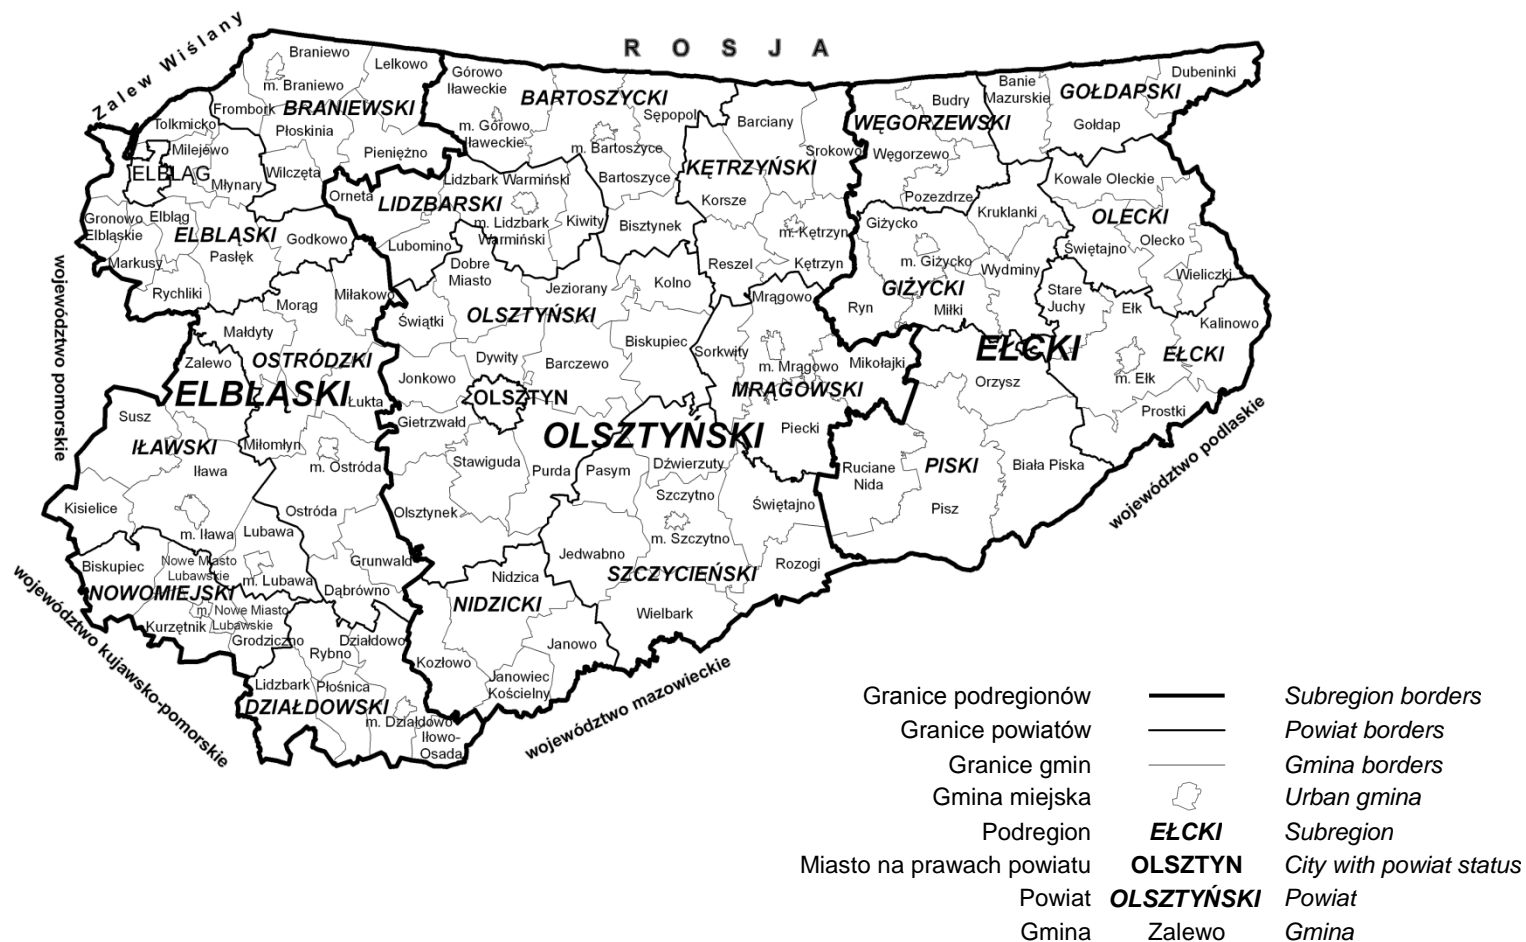 Zalew Wiślany
R O S J A
Braniewo
Lelkowo
m. Braniewo
Frombork
BRANIEWSKI
Tolkmicko
Płoskinia
Milejewo
Pieniężno
ELBLĄG
Młynary
Wilczęta
Gronowo
Elbląskie
Elbląg
ELBLĄSKI
Godkowo
Markusy
Pasłęk
Rychliki
Górowo
Iławeckie
BARTOSZYCKI
Sępopol
m. Górowo
Iławeckie
m. Bartoszyce
Bartoszyce
Bisztynek
Barciany
KĘTRZYŃSKI
Srokowo
Korsze
m. Kętrzyn
Reszel
Kętrzyn
Lidzbark Warmiński
Orneta
LIDZBARSKI
m. Lidzbark
Warmiński
Kiwity
Lubomino
Budry
WĘGORZEWSKI
Węgorzewo
Pozezdrze
Banie
Mazurskie
Dubeninki
GOŁDAPSKI
Gołdap
Kowale Oleckie
OLECKI
Świętajno
Olecko
Wieliczki
Kruklanki
Giżycko
m. Giżycko
Wydminy
GIŻYCKI
Ryn
Miłki
Stare
Juchy
Ełk
Kalinowo
EŁCKI
EŁCKI
m. Ełk
Prostki
Orzysz
Ruciane
Nida
PISKI
Biała Piska
Pisz
Morąg
Miłakowo
Małdyty
Zalewo
OSTRÓDZKI
ELBLĄSKI
Łukta
Miłomłyn
m. Ostróda
Ostróda
Grunwald
Dąbrówno
Susz
IŁAWSKI
Iława
Kisielice
m. Iława
Lubawa
m. Lubawa
Biskupiec
Nowe Miasto
Lubawskie
NOWOMIEJSKI
m. Nowe Miasto
Lubawskie
Kurzętnik
Grodziczno
Rybno
Działdowo
Lidzbark
Płośnica
DZIAŁDOWSKI
m. Działdowo
Iłowo-
Osada
Dobre
Miasto
Jeziorany
Kolno
Świątki
OLSZTYŃSKI
Biskupiec
Dywity
Barczewo
Jonkowo
OLSZTYN
Gietrzwałd
OLSZTYŃSKI
Stawiguda
Purda
Olsztynek
Mrągowo
Sorkwity
m. Mrągowo
Mikołajki
MRĄGOWSKI
Piecki
Pasym
Dźwierzuty
Szczytno
Świętajno
m. Szczytno
Jedwabno
Rozogi
SZCZYCIEŃSKI
Wielbark
Nidzica
NIDZICKI
Janowo
Kozłowo
Janowiec
Kościelny
województwo pomorskie
województwo kujawsko-pomorskie
województwo mazowieckie
województwo podlaskie
Granice podregionów Subregion borders
Granice powiatów Powiat borders
Granice gmin Gmina borders
Gmina miejska Urban gmina
Podregion EŁCKI Subregion
Miasto na prawach powiatu OLSZTYN City with powiat status
Powiat OLSZTYŃSKI Powiat
Gmina Zalewo Gmina